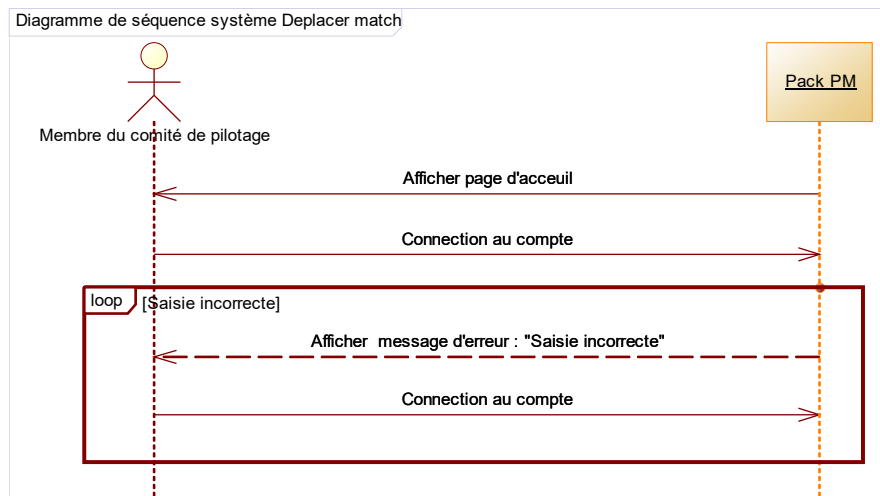 Diagramme de séquence système Deplacer match
Pack PM
Membre du comité de pilotage
Afficher page d'acceuil
Connection au compte
loop [Saisie incorrecte]
Afficher  message d'erreur : "Saisie incorrecte"
Connection au compte